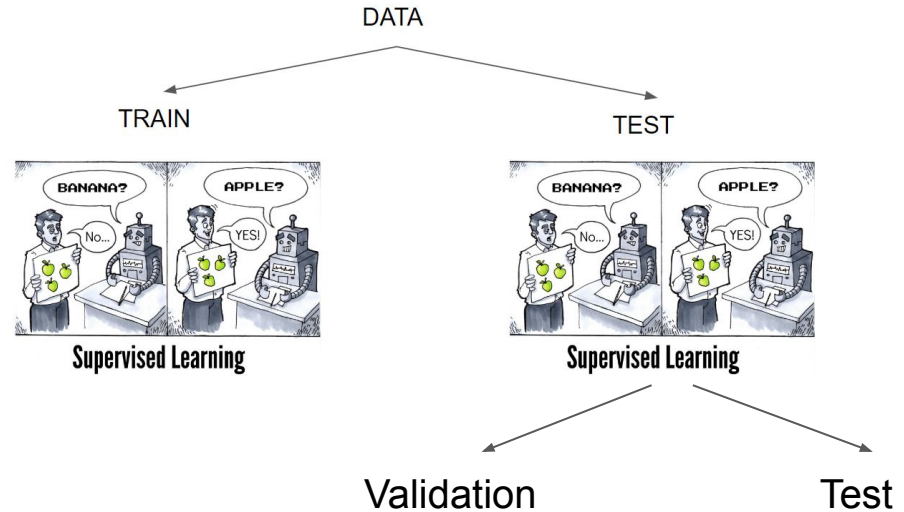 DATA
TRAIN
TEST
BANANA?
No...
APPLE?
YES!
Supervised Learning
BANANA?
No...
APPLE?
YES!
Supervised Learning
Validation
Test